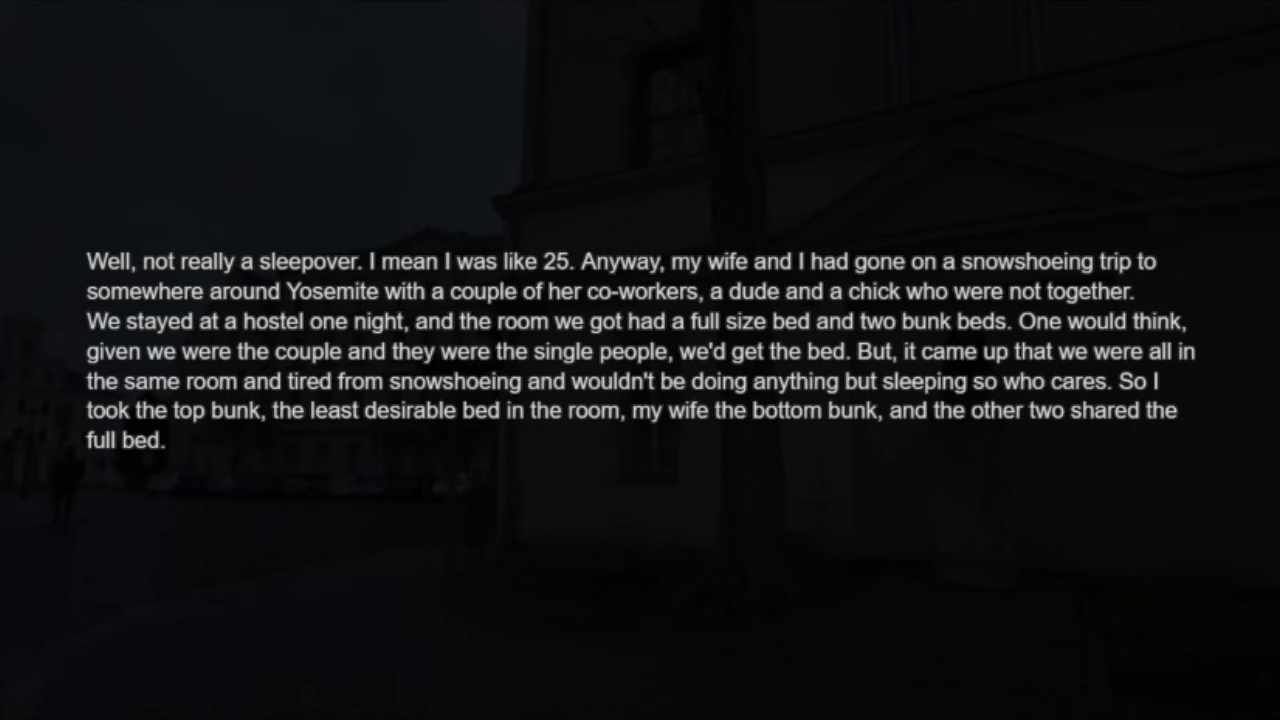 Well, not really a sleepover. I mean I was like 25. Anyway, my wife and I had gone on a snowshoeing trip to
somewhere around Yosemite with a couple of her co-workers, a dude and a chick who were not together.
We stayed at a hostel one night, and the room we got had a full size bed and two bunk beds. One would think,
given we were the couple and they were the single people, we'd get the bed. But, it came up that we were all in
the same room and tired from snowshoeing and wouldn't be doing anything but sleeping so who cares. So I
took the top bunk, the least desirable bed in the room, my wife the bottom bunk, and the other two shared the
full bed.